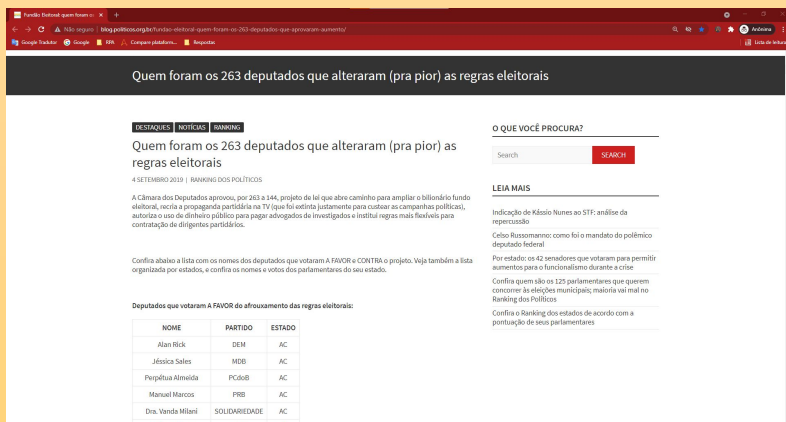 Fundão Eleitoral: quem foram os
Não seguro
blog.politicos.org.br/fundao-eleitoral-quem-foram-os-263-deputados-que-aprovaram-aumento/
Anônima
Google Tradutor
Google
RPA
Compare plataform...
Respostas
Lista de leitura
Quem foram os 263 deputados que alteraram (pra pior) as regras eleitorais
DESTAQUES NOTÍCIAS RANKING
Quem foram os 263 deputados que alteraram (pra pior) as
regras eleitorais
4 SETEMBRO 2019 | RANKING DOS POLÍTICOS
A Câmara dos Deputados aprovou, por 263 a 144, projeto de lei que abre caminho para ampliar o bilionário fundo
eleitoral, recria a propaganda partidária na TV (que foi extinta justamente para custear as campanhas políticas),
autoriza o uso de dinheiro público para pagar advogados de investigados e institui regras mais flexíveis para
contratação de dirigentes partidários.
Confira abaixo a lista com os nomes dos deputados que votaram A FAVOR e CONTRA o projeto. Veja também a lista
organizada por estados, e confira os nomes e votos dos parlamentares do seu estado.
Deputados que votaram A FAVOR do afrouxamento das regras eleitorais:
NOME PARTIDO ESTADO
Alan Rick DEM AC
Jéssica Sales MDB AC
Perpétua Almeida PCdoB AC
Manuel Marcos PRB AC
Dra. Vanda Milani SOLIDARIEDADE AC
O QUE VOCÊ PROCURA?
Search SEARCH
LEIA MAIS
Indicação de Kássio Nunes ao STF: análise da
repercussão
Celso Russomanno: como foi o mandato do polêmico
deputado federal
Por estado: os 42 senadores que votaram para permitir
aumentos para o funcionalismo durante a crise
Confira quem são os 125 parlamentares que querem
concorrer às eleições municipais; maioria vai mal no
Ranking dos Políticos
Confira o Ranking dos estados de acordo com a
pontuação de seus parlamentares